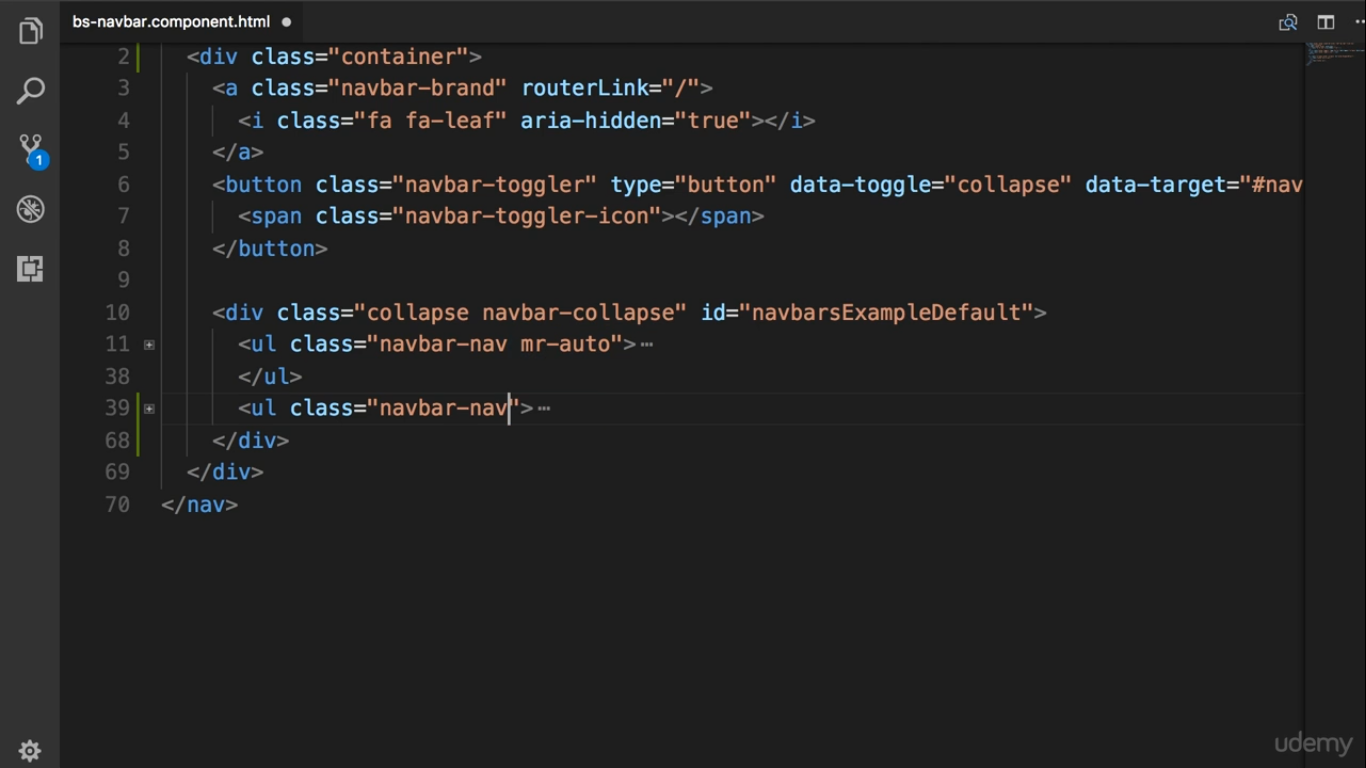 bs-navbar.component.html
2 <div class="container">
3 <a class="navbar-brand" routerLink="/">
4 <i class="fa fa-leaf" aria-hidden="true"></i>
5 </a>
6 <button class="navbar-toggler" type="button" data-toggle="collapse" data-target="#nav
7 <span class="navbar-toggler-icon"></span>
8 </button>
9
10 <div class="collapse navbar-collapse" id="navbarsExampleDefault">
11 <ul class="navbar-nav mr-auto">⋯
38 </ul>
39 <ul class="navbar-nav">⋯
68 </div>
69 </div>
70 </nav>
1
udemy